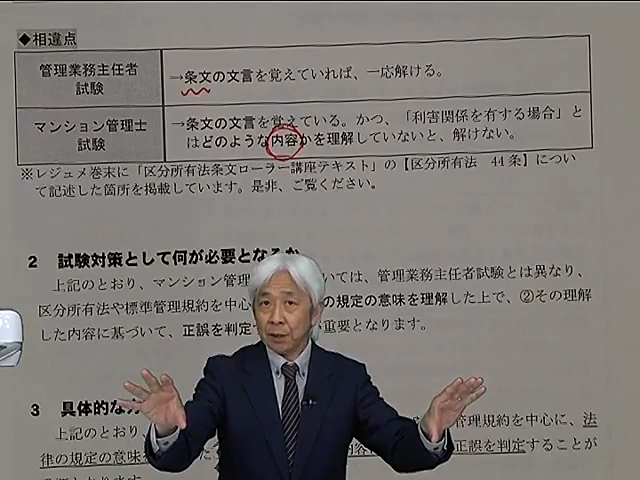 ◆相違点
管理業務主任者
試験
→条文の文言を覚えていれば、一応解ける。
マンション管理士
試験
→条文の文言を覚えている。かつ、「利害関係を有する場合」と
はどのような内容かを理解していないと、解けない。
※レジュメ巻末に「区分所有法条文ローラー講座テキスト」の【区分所有法 44条】につい
て記述した箇所を掲載しています。是非、ご覧ください。
2 試験対策として何が必要となるか
上記のとおり、マンション管理 いては、管理業務主任者試験とは異なり、
区分所有法や標準管理規約を中心 の規定の意味を理解した上で、②その理解
した内容に基づいて、正誤を判定 が重要となります。
3 具体的な
上記のとおり、 管理規約を中心に、法
律の規定の意味 正誤を判定することが